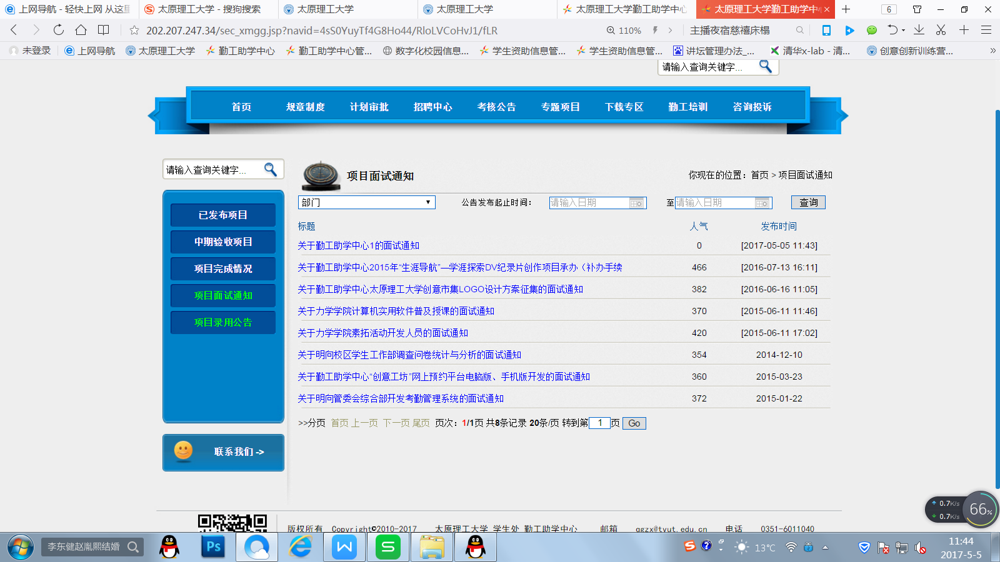 上网导航 - 轻快上网 从这里
太原理工大学 - 搜狗搜索
太原理工大学
太原理工大学
太原理工大学勤工助学中心
太原理工大学勤工助学中
6
202.207.247.34/sec_xmgg.jsp?navid=4sS0YuyTf4G8Ho44/RloLVCoHvJ1/fLR
110%
主播夜宿慈禧床榻
未登录
上网导航
太原理工大学
勤工助学中心
勤工助学中心管...
数字化校园信息...
学生资助信息管...
学生资助信息管...
讲坛管理办法_...
清华x-lab - 清...
创意创新训练营...
请输入查询关键字...
首页 规章制度 计划审批 招聘中心 考核公告 专题项目 下载专区 勤工培训 咨询投诉
请输入查询关键字...
已发布项目
中期验收项目
项目完成情况
项目面试通知
项目录用公告
联系我们 ->
项目面试通知
你现在的位置：首页 > 项目面试通知
部门 公告发布起止时间： 请输入日期 至 请输入日期 查询
标题 人气 发布时间
关于勤工助学中心1的面试通知 0 [2017-05-05 11:43]
关于勤工助学中心2015年“生涯导航”—学涯探索DV纪录片创作项目承办（补办手续 466 [2016-07-13 16:11]
关于勤工助学中心太原理工大学创意市集LOGO设计方案征集的面试通知 382 [2016-06-16 11:05]
关于力学学院计算机实用软件普及授课的面试通知 370 [2015-06-11 11:46]
关于力学学院素拓活动开发人员的面试通知 420 [2015-06-11 17:02]
关于明向校区学生工作部调查问卷统计与分析的面试通知 354 2014-12-10
关于勤工助学中心“创意工坊”网上预约平台电脑版、手机版开发的面试通知 360 2015-03-23
关于明向管委会综合部开发考勤管理系统的面试通知 372 2015-01-22
>>分页 首页 上一页 下一页 尾页 页次：1/1页 共8条记录 20条/页 转到第 1 页 Go
版权所有 Copyright©2010-2017 太原理工大学 学生处 勤工助学中心 邮箱 qgzx@tyut.edu.cn 电话 0351-6011040
0.7K/s
0.7K/s
66%
李东健赵胤熙结婚
Ps
13℃
11:44
2017-5-5